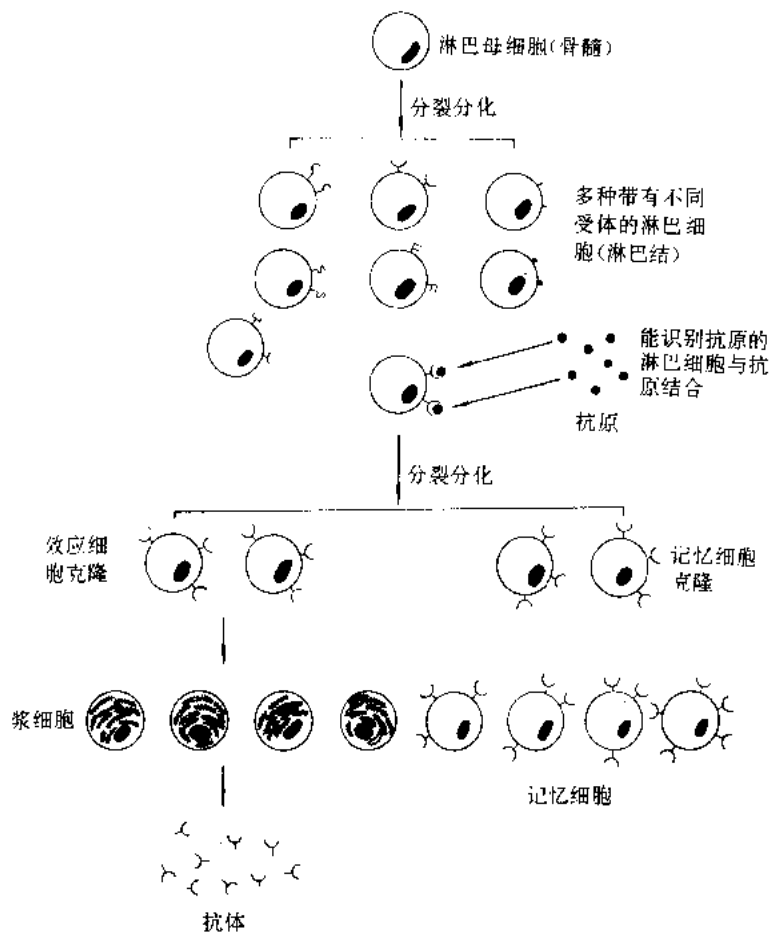 淋巴母细胞(骨髓)
分裂分化
多种带有不同
受体的淋巴细
胞(淋巴结)
能识别抗原的
淋巴细胞与抗
原结合
抗原
分裂分化
效应细
胞克隆
记忆细胞
克隆
浆细胞
记忆细胞
抗体